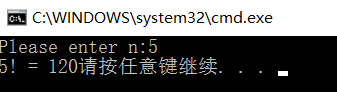 C:\WINDOWS\system32\cmd.exe
Please enter n:5
5! = 120请按任意键继续. . .